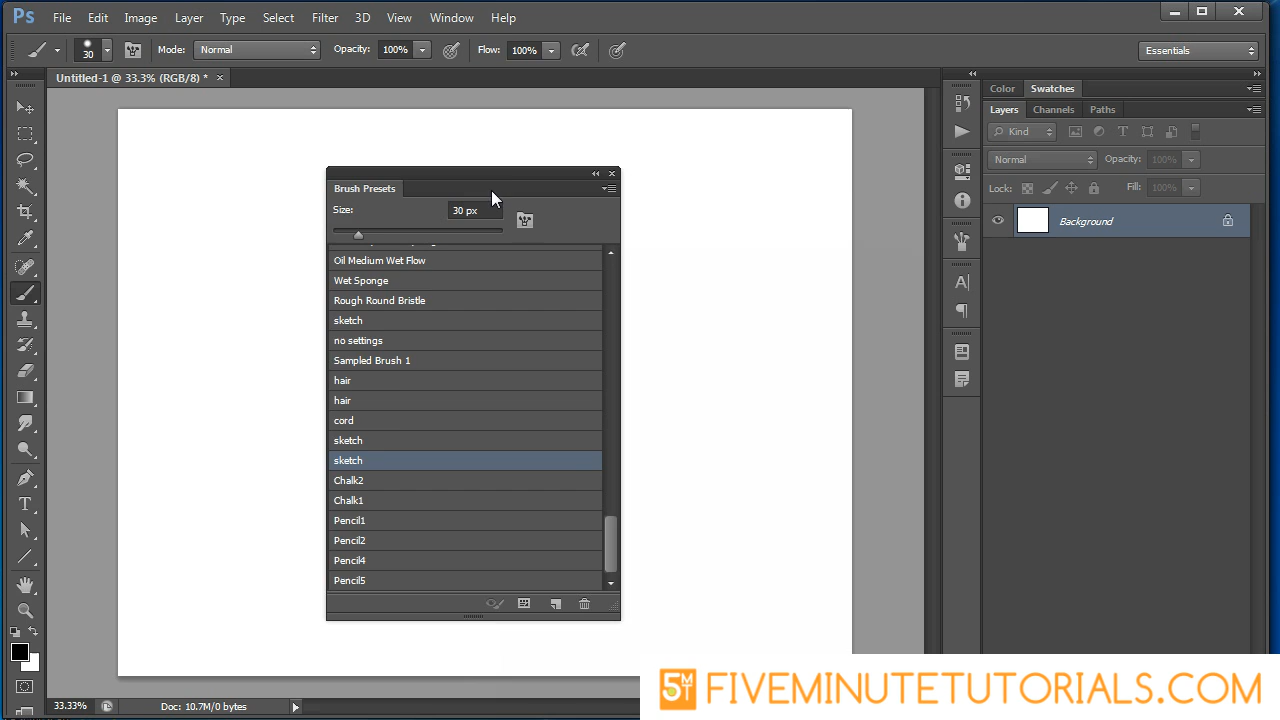 Ps File Edit Image Layer Type Select Filter 3D View Window Help
30 Mode: Normal Opacity: 100% Flow: 100% Essentials
Untitled-1 @ 33.3% (RGB/8) * ×
Color Swatches
Layers Channels Paths
Kind
Normal Opacity: 100%
Lock: Fill: 100%
Background
Brush Presets
Size: 30 px
Oil Medium Wet Flow
Wet Sponge
Rough Round Bristle
sketch
no settings
Sampled Brush 1
hair
hair
cord
sketch
sketch
Chalk2
Chalk1
Pencil1
Pencil2
Pencil4
Pencil5
33.33% Doc: 10.7M/0 bytes
5MT FIVEMINUTETUTORIALS.COM